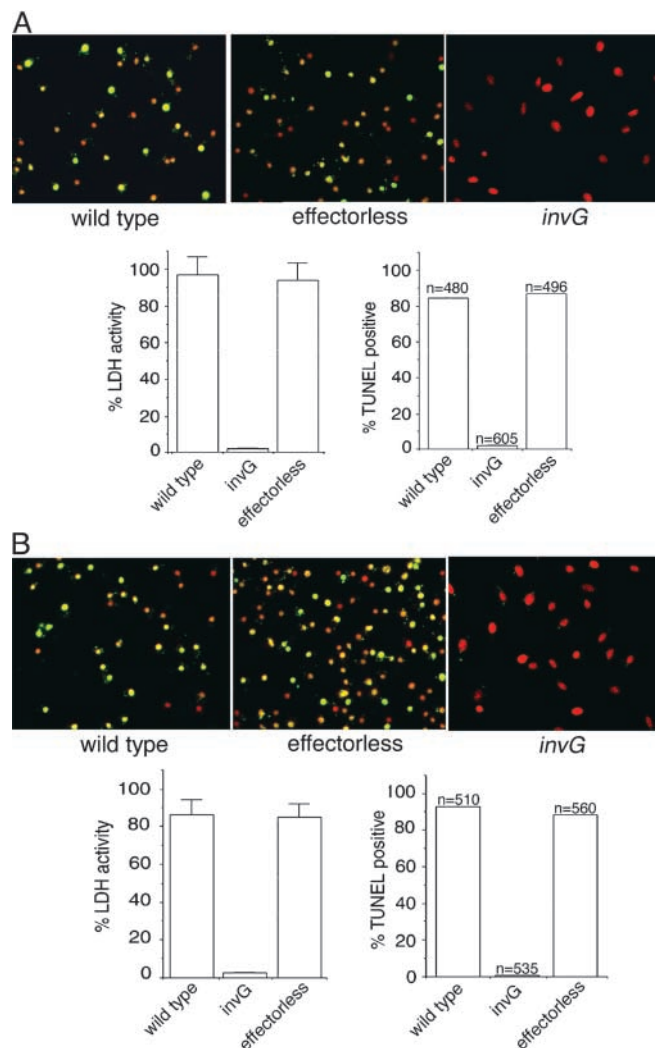 A
wild type effectorless invG
% LDH activity
100
80
60
40
20
0
wild type
invG
effectorless
% TUNEL positive
100
80
60
40
20
0
n=480
n=605
n=496
wild type
invG
effectorless
B
wild type effectorless invG
% LDH activity
100
80
60
40
20
0
wild type
invG
effectorless
% TUNEL positive
100
80
60
40
20
0
n=510
n=535
n=560
wild type
invG
effectorless